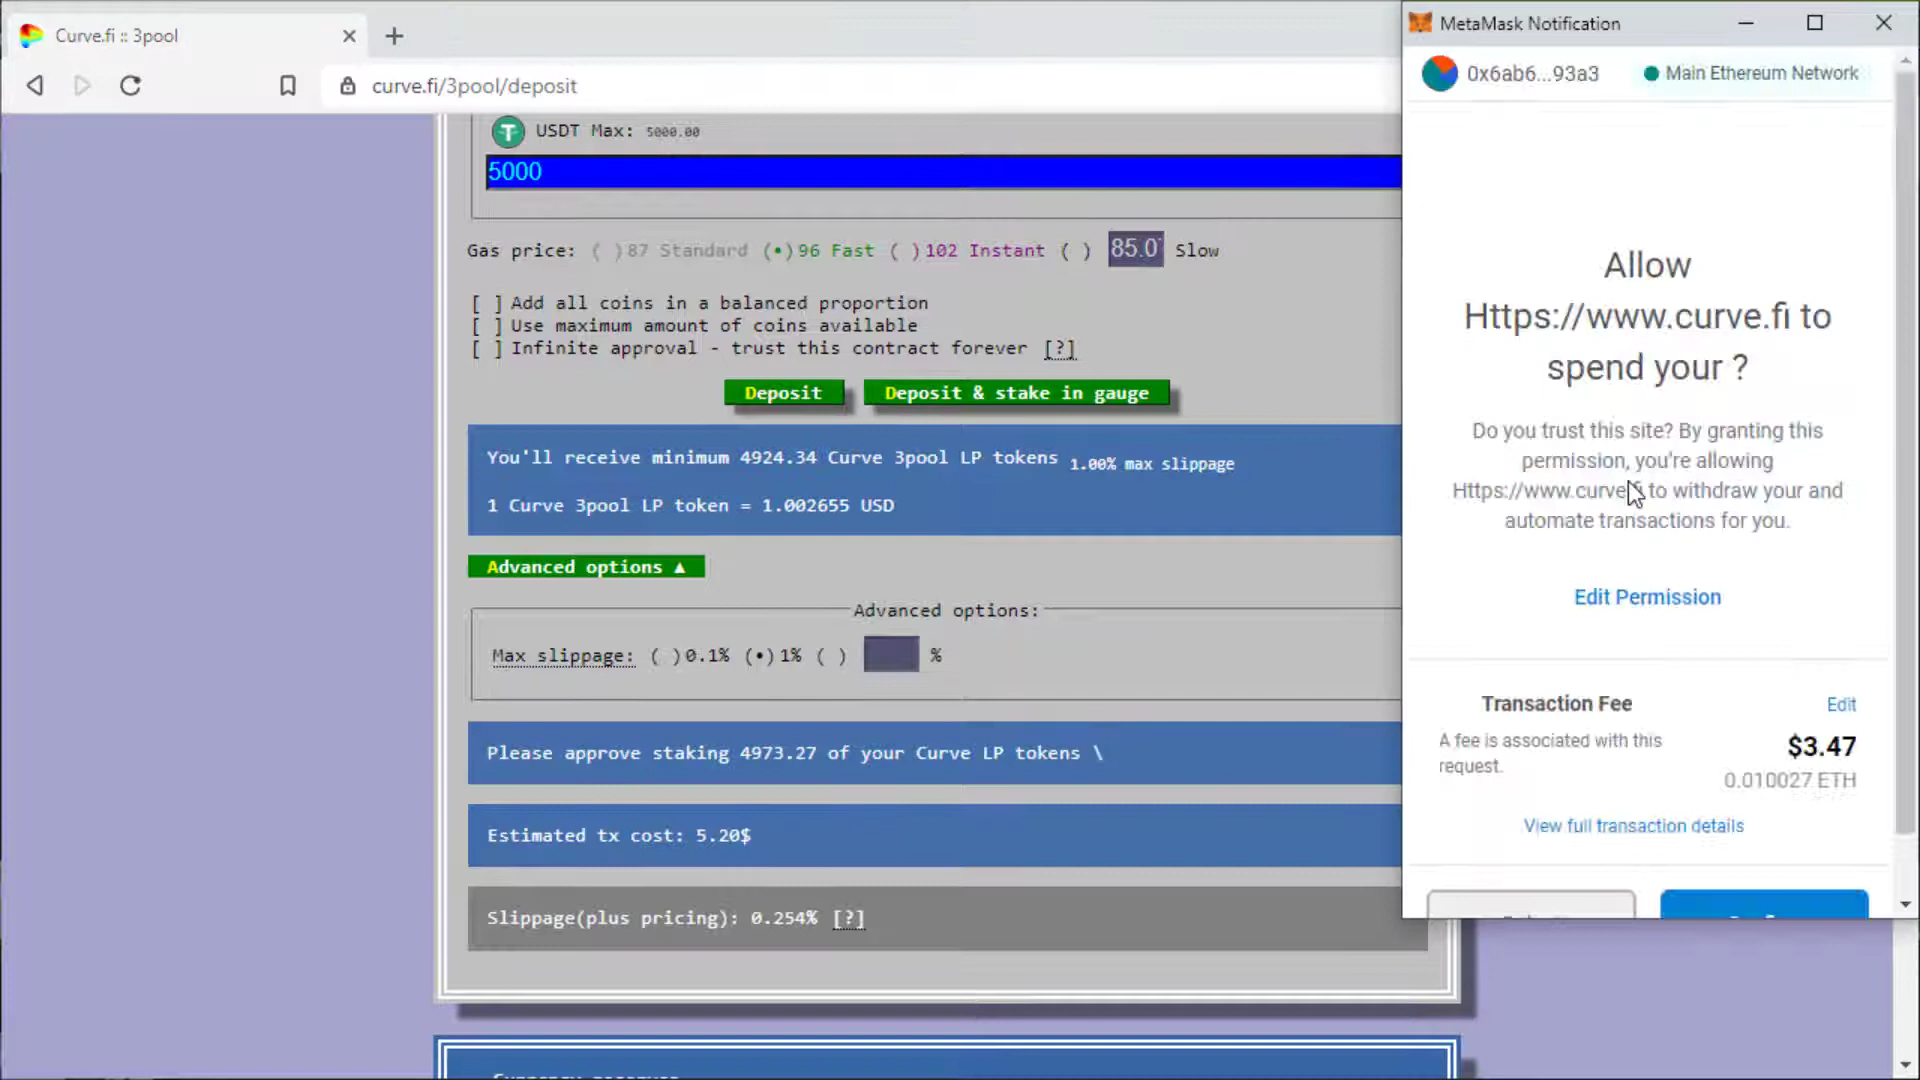 Curve.fi :: 3pool
curve.fi/3pool/deposit
USDT Max: 5000.00
5000
Gas price: ( )87 Standard (•)96 Fast ( )102 Instant ( ) 85.0 Slow
[ ] Add all coins in a balanced proportion
[ ] Use maximum amount of coins available
[ ] Infinite approval - trust this contract forever [?]
Deposit
Deposit & stake in gauge
You'll receive minimum 4924.34 Curve 3pool LP tokens 1.00% max slippage
1 Curve 3pool LP token = 1.002655 USD
Advanced options ▲
Advanced options:
Max slippage: ( )0.1% (•)1% ( ) %
Please approve staking 4973.27 of your Curve LP tokens \
Estimated tx cost: 5.20$
Slippage(plus pricing): 0.254% [?]
MetaMask Notification
0x6ab6...93a3
Main Ethereum Network
Allow
Https://www.curve.fi to
spend your ?
Do you trust this site? By granting this
permission, you're allowing
Https://www.curve to withdraw your and
automate transactions for you.
Edit Permission
Transaction Fee
Edit
A fee is associated with this
request.
$3.47
0.010027 ETH
View full transaction details